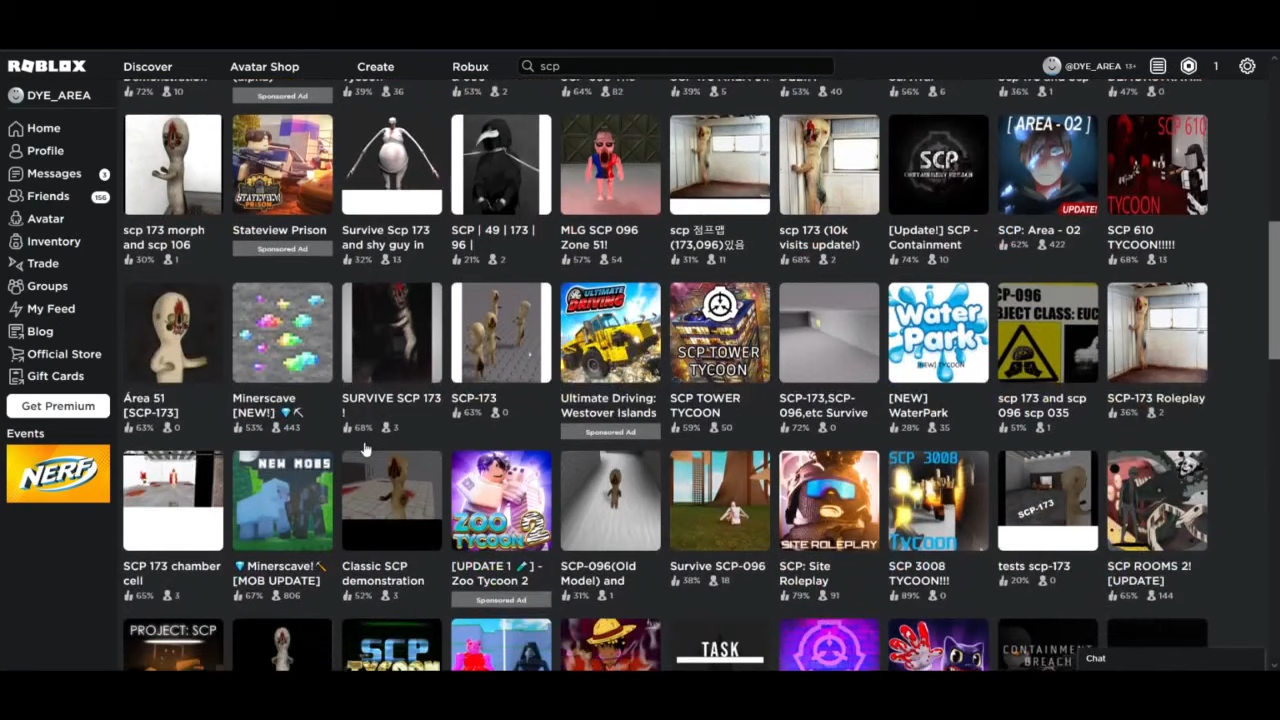 ROBLOX
Discover
Avatar Shop
Create
Robux
scp
@DYE_AREA 13+
1
DYE_AREA
Home
Profile
Messages
3
Friends
156
Avatar
Inventory
Trade
Groups
My Feed
Blog
Official Store
Gift Cards
Get Premium
Events
NERF
72% 10
Sponsored Ad
39% 36
53% 2
64% 82
39% 5
53% 40
56% 6
36% 1
47% 0
STATEVIEW
PRISON
SCP
[ AREA - 02 ]
UPDATE!
SCP 610
TYCOON
scp 173 morph
and scp 106
30% 1
Stateview Prison
Sponsored Ad
Survive Scp 173
and shy guy in
32% 13
SCP | 49 | 173 |
96 |
21% 2
MLG SCP 096
Zone 51!
57% 54
scp 점프맵
(173,096)있음
31% 11
scp 173 (10k
visits update!)
68% 2
[Update!] SCP -
Containment
74% 10
SCP: Area - 02
62% 422
SCP 610
TYCOON!!!!!
68% 13
ULTIMATE
DRIVING
SCP TOWER
TYCOON
Water
Park
[NEW] TYCOON
CP-096
BJECT CLASS: EUC
Área 51
[SCP-173]
63% 0
Minerscave
[NEW!] 💎⛏
53% 443
SURVIVE SCP 173
!
68% 3
SCP-173
63% 0
Ultimate Driving:
Westover Islands
Sponsored Ad
SCP TOWER
TYCOON
59% 50
SCP-173,SCP-
096,etc Survive
72% 0
[NEW]
WaterPark
28% 35
scp 173 and scp
096 scp 035
51% 1
SCP-173 Roleplay
36% 2
NEW MOBS
ZOO
TYCOON 2
SITE ROLEPLAY
SCP 3008
TYCOON
SCP-173
SCP 173 chamber
cell
65% 3
💎Minerscave!⛏
[MOB UPDATE]
67% 806
Classic SCP
demonstration
52% 3
[UPDATE 1 🧪] -
Zoo Tycoon 2
Sponsored Ad
SCP-096(Old
Model) and
31% 1
Survive SCP-096
38% 18
SCP: Site
Roleplay
79% 91
SCP 3008
TYCOON!!!
89% 0
tests scp-173
20% 0
SCP ROOMS 2!
[UPDATE]
65% 144
PROJECT: SCP
SCP
TYCOON
TASK
CONTAINMENT
BREACH
Chat